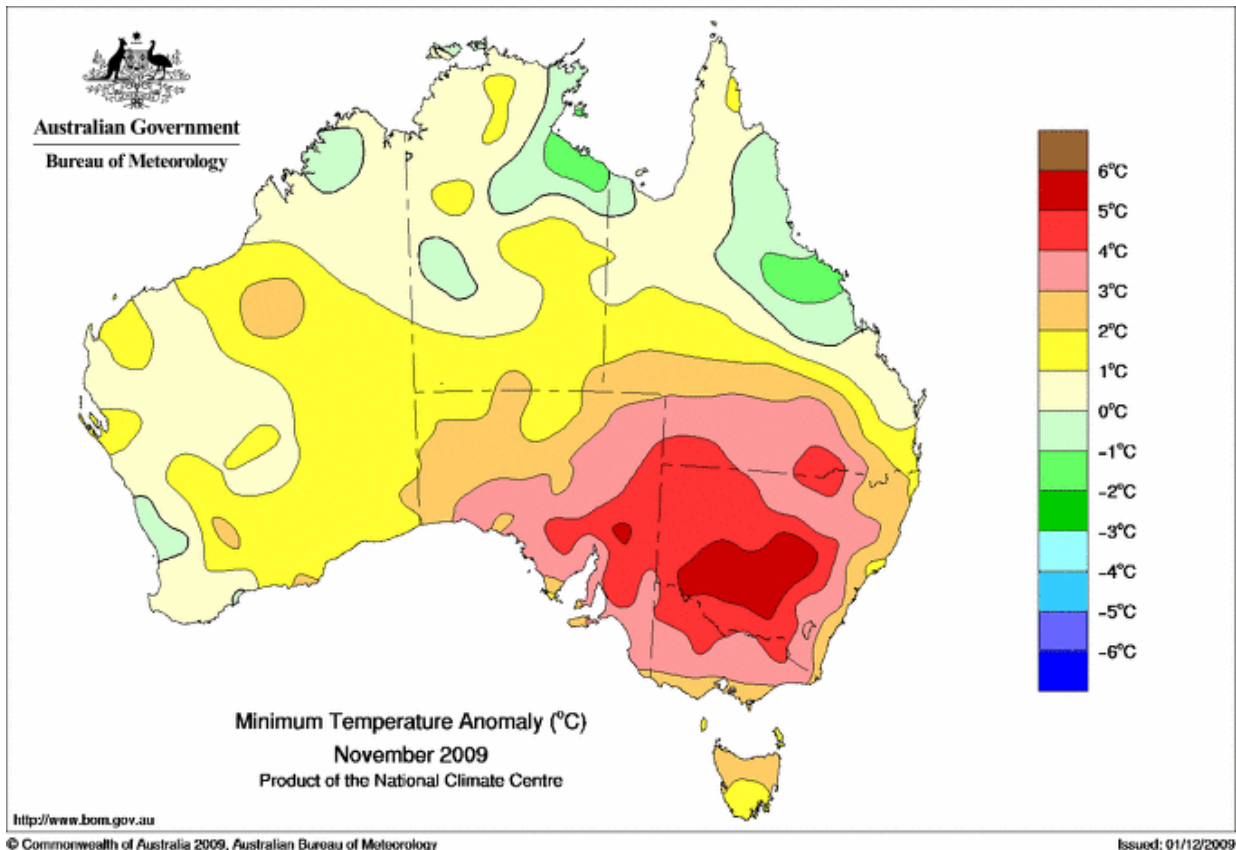 Australian Government
Bureau of Meteorology
6°C
5°C
4°C
3°C
2°C
1°C
0°C
-1°C
-2°C
-3°C
-4°C
-5°C
-6°C
Minimum Temperature Anomaly (°C)
November 2009
Product of the National Climate Centre
http://www.bom.gov.au
© Commonwealth of Australia 2009, Australian Bureau of Meteorology
Issued: 01/12/2009